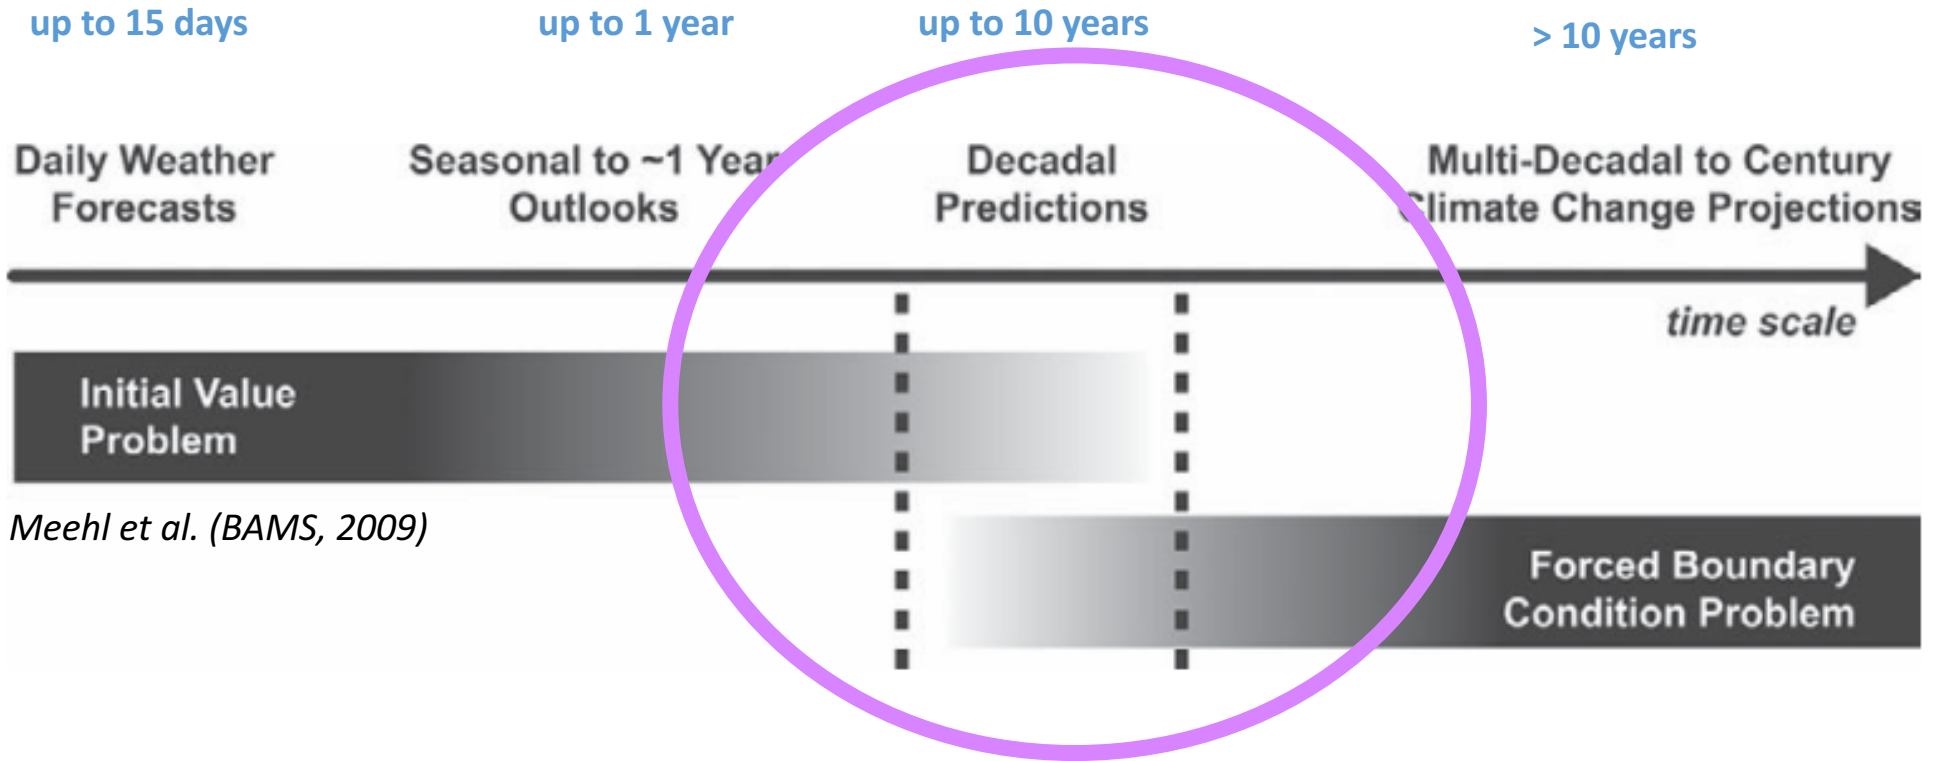 up to 15 days
up to 1 year
up to 10 years
> 10 years
Daily Weather
Forecasts
Seasonal to ~1 Year
Outlooks
Decadal
Predictions
Multi-Decadal to Century
Climate Change Projections
time scale
Initial Value
Problem
Meehl et al. (BAMS, 2009)
Forced Boundary
Condition Problem